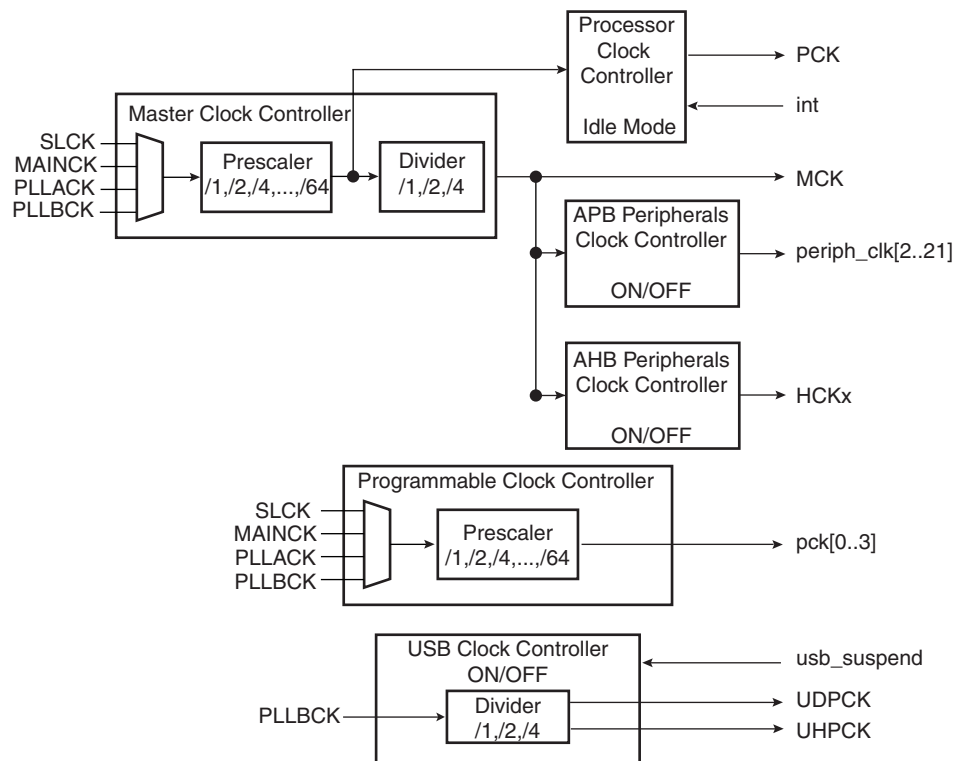 Processor
Clock
Controller
Idle Mode
PCK
int
Master Clock Controller
SLCK
MAINCK
PLLACK
PLLBCK
Prescaler
/1,/2,/4,...,/64
Divider
/1,/2,/4
MCK
APB Peripherals
Clock Controller
ON/OFF
periph_clk[2..21]
AHB Peripherals
Clock Controller
ON/OFF
HCKx
Programmable Clock Controller
SLCK
MAINCK
PLLACK
PLLBCK
Prescaler
/1,/2,/4,...,/64
pck[0..3]
USB Clock Controller
ON/OFF
usb_suspend
PLLBCK
Divider
/1,/2,/4
UDPCK
UHPCK